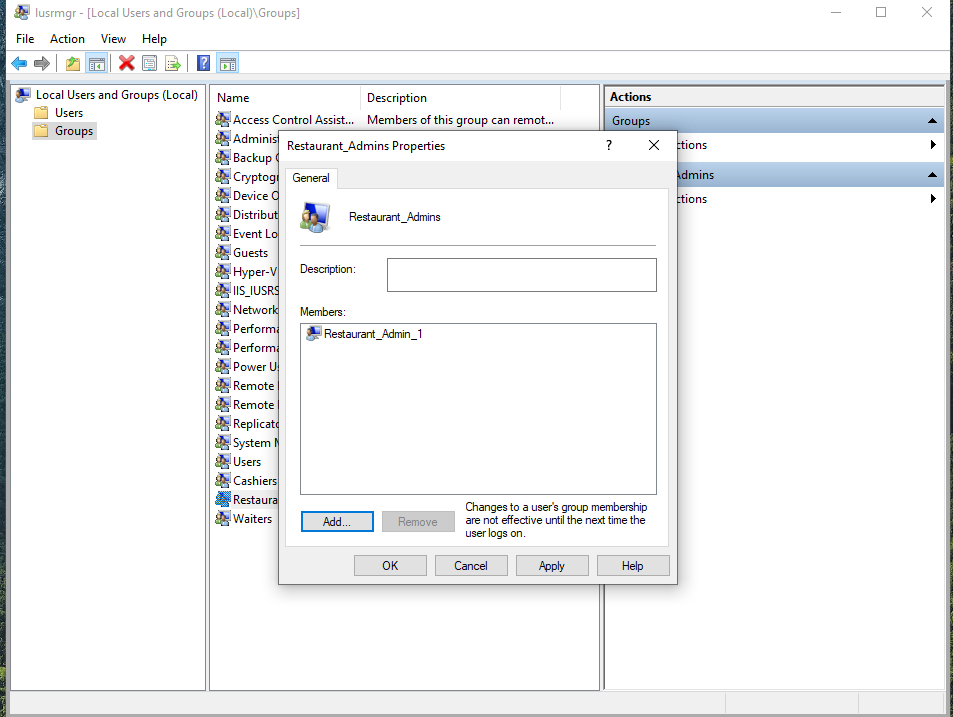 lusrmgr - [Local Users and Groups (Local)\Groups]
File Action View Help
Local Users and Groups (Local)
Users
Groups
Name Description
Access Control Assist... Members of this group can remot...
Adminis
Backup
Cryptog
Device O
Distribut
Event Lo
Guests
Hyper-V
IIS_IUSRS
Network
Performa
Performa
Power Us
Remote
Remote
Replicato
System M
Users
Cashiers
Restaura
Waiters
Restaurant_Admins Properties
?
General
Restaurant_Admins
Description:
Members:
Restaurant_Admin_1
Add... Remove
Changes to a user's group membership
are not effective until the next time the
user logs on.
OK Cancel Apply Help
Actions
Groups
ctions
Admins
ctions